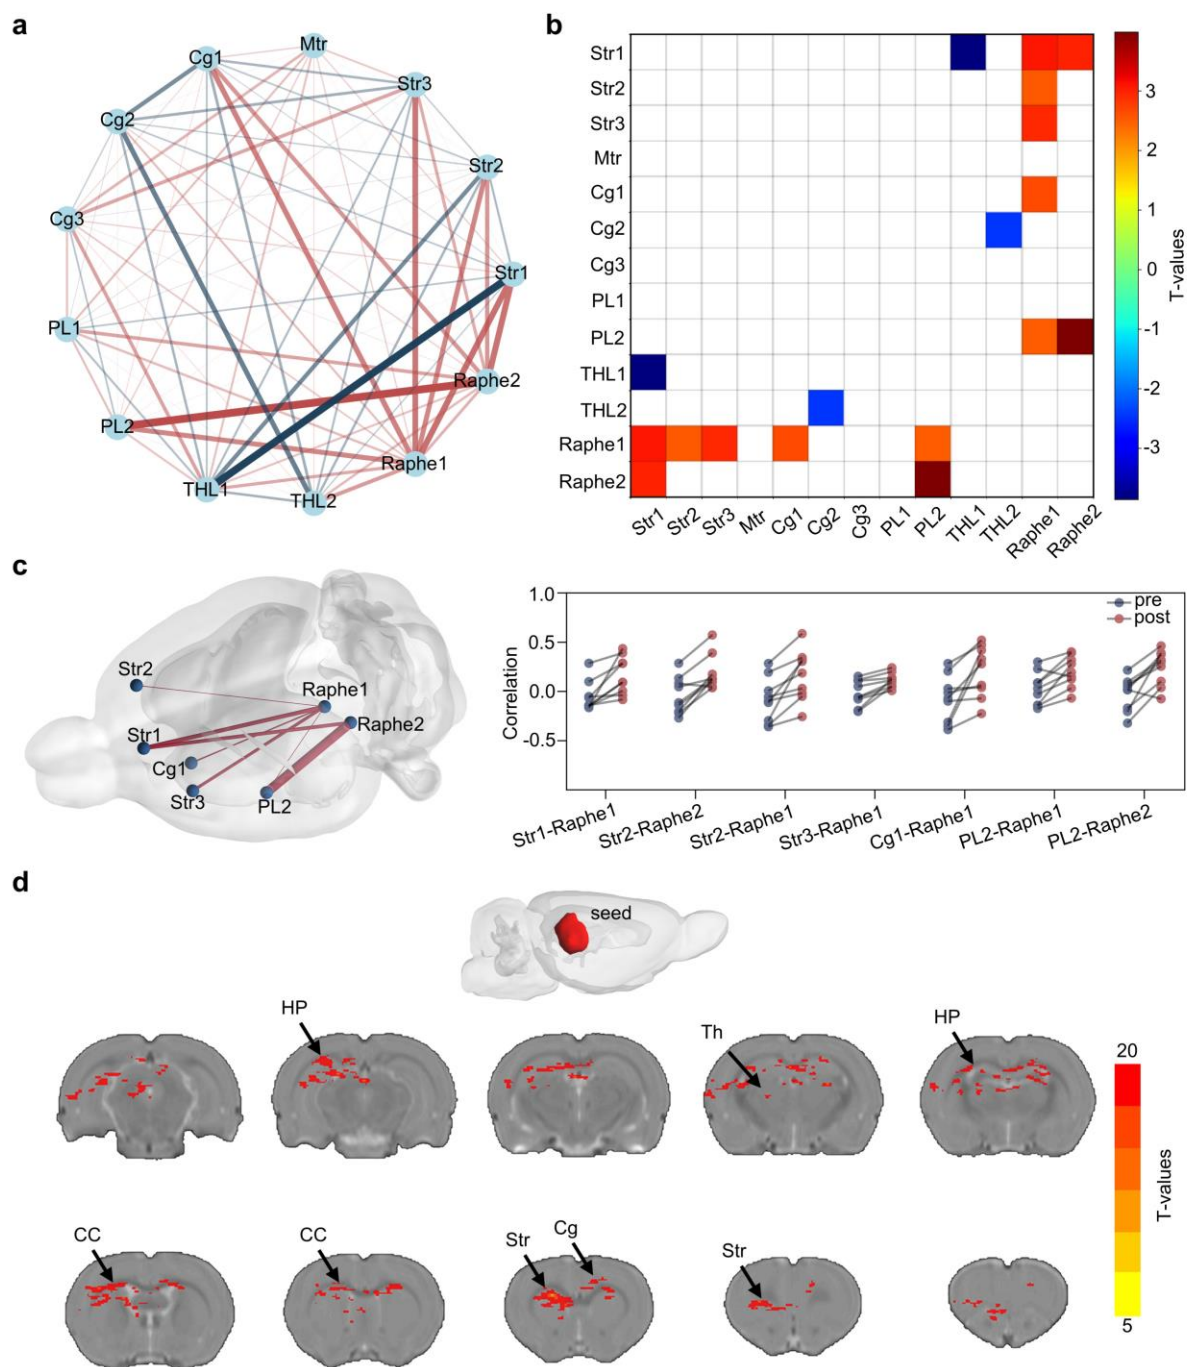 a
Mtr
Cg1
Str3
Cg2
Str2
Cg3
Str1
PL1
Raphe2
PL2
Raphe1
THL1
THL2
b
Str1
Str2
Str3
Mtr
Cg1
Cg2
Cg3
PL1
PL2
THL1
THL2
Raphe1
Raphe2
Str1 Str2 Str3 Mtr Cg1 Cg2 Cg3 PL1 PL2 THL1 THL2 Raphe1 Raphe2
3
2
1
0
-1
-2
-3
T-values
c
Str2
Raphe1
Raphe2
Str1
Cg1
Str3
PL2
1.0
0.5
0.0
-0.5
Correlation
pre
post
Str1-Raphe1 Str2-Raphe2 Str2-Raphe1 Str3-Raphe1 Cg1-Raphe1 PL2-Raphe1 PL2-Raphe2
d
seed
HP
Th
HP
CC
CC
Str
Cg
Str
20
T-values
5